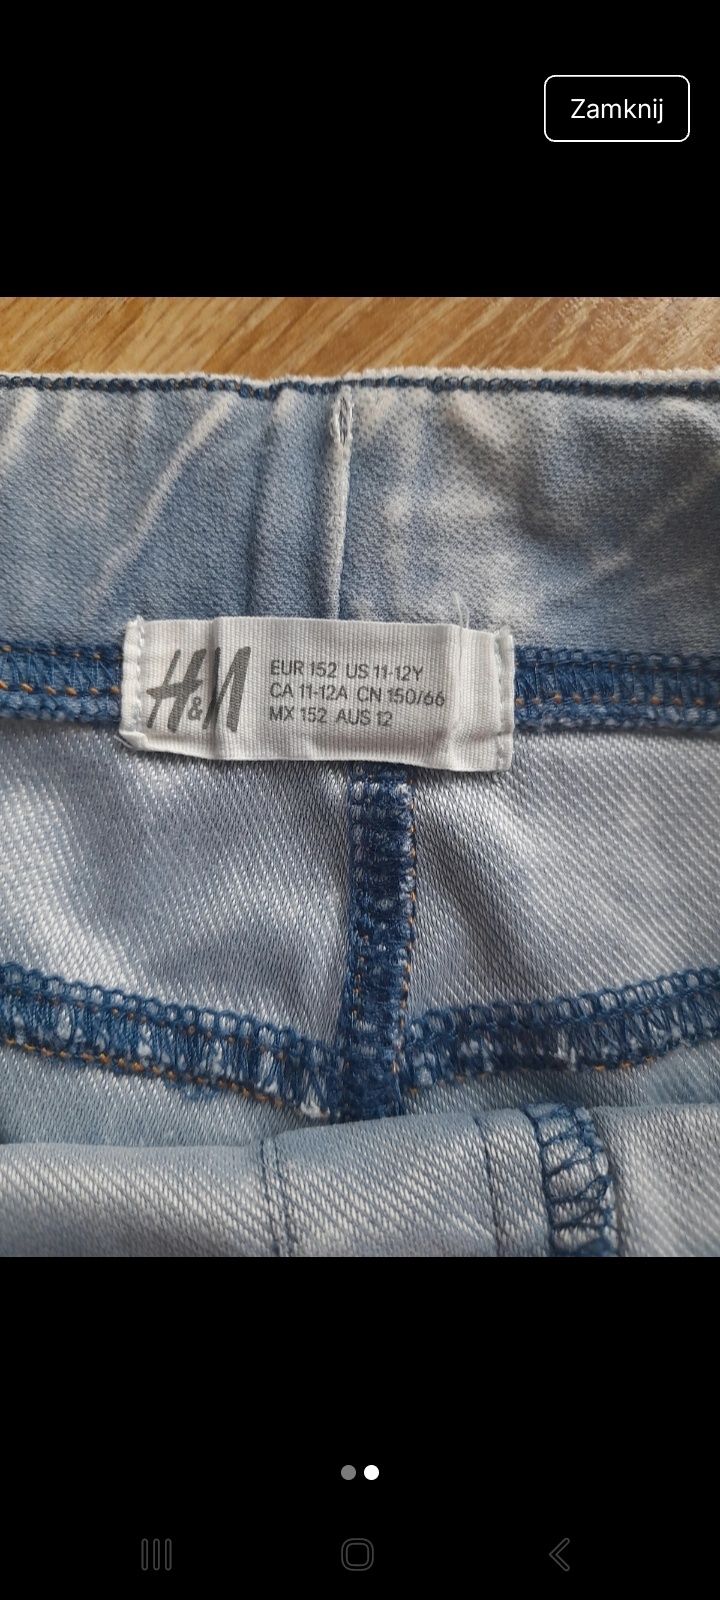 Zamknij
H&M
EUR 152 US 11-12Y
CA 11-12A CN 150/66
MX 152 AUS 12